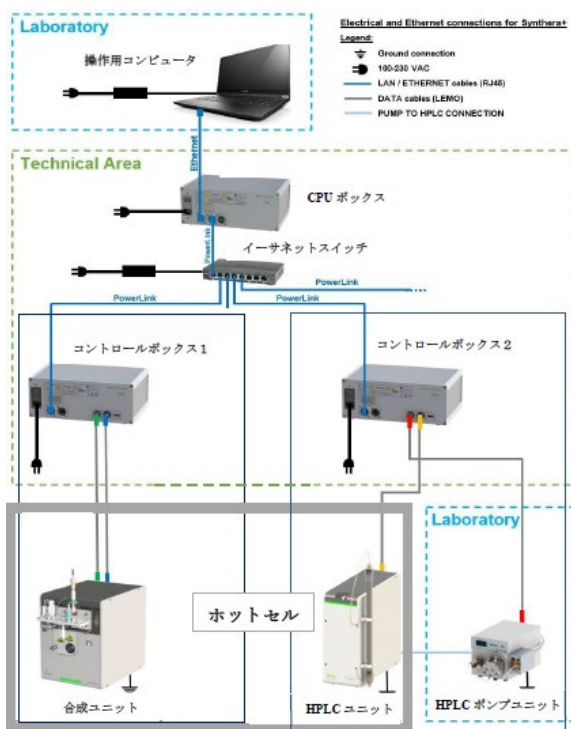 Laboratory
操作用コンピュータ
Electrical and Ethernet connections for Synthera+
Legend:
Ground connection
100-230 VAC
LAN / ETHERNET cables (RJ45)
DATA cables (LEMO)
PUMP TO HPLC CONNECTION
Ethernet
Technical Area
CPU ボックス
PowerLink
イーサネットスイッチ
PowerLink
PowerLink
PowerLink
コントロールボックス1
コントロールボックス2
Laboratory
ホットセル
合成ユニット
HPLC ユニット
HPLC ポンプユニット